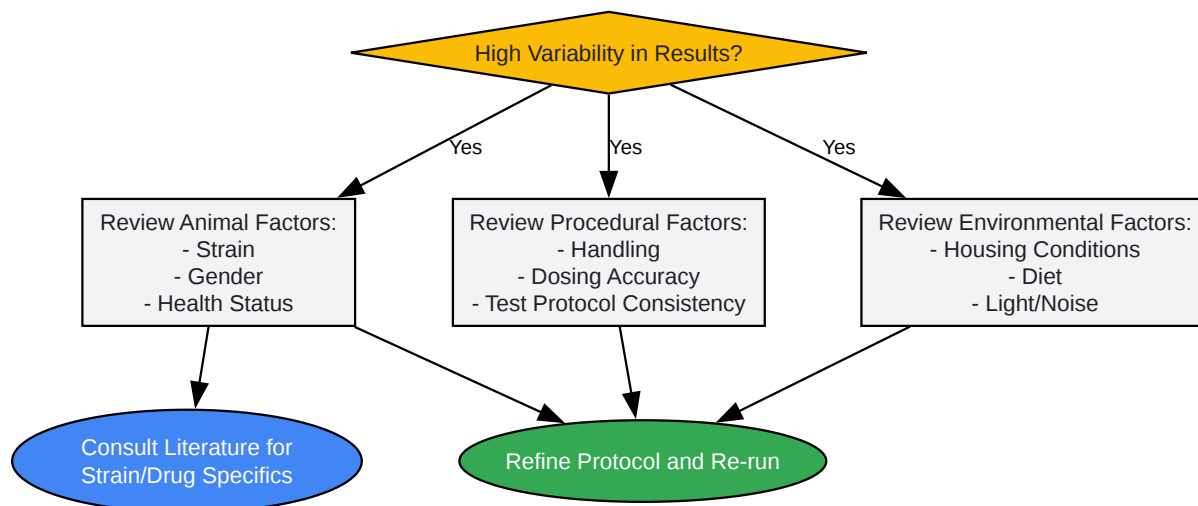 High Variability in Results?
Yes
Yes
Yes
Review Animal Factors:
- Strain
- Gender
- Health Status
Review Procedural Factors:
- Handling
- Dosing Accuracy
- Test Protocol Consistency
Review Environmental Factors:
- Housing Conditions
- Diet
- Light/Noise
Consult Literature for
Strain/Drug Specifics
Refine Protocol and Re-run